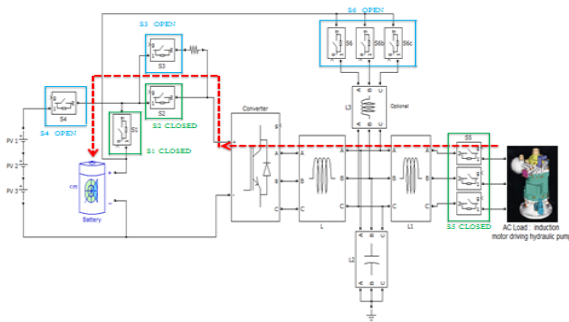 S6 OPEN
S3 OPEN
S6
S6b
S6c
S3
S4
S2
L3
Optional
S4 OPEN
S2 CLOSED
Converter
S1
S1 CLOSED
S5
PV 1
PV 2
PV 3
cm
Battery
A
B
C
L
L1
S5 CLOSED
AC Load : induction
motor driving hydraulic pump
L2
A B C